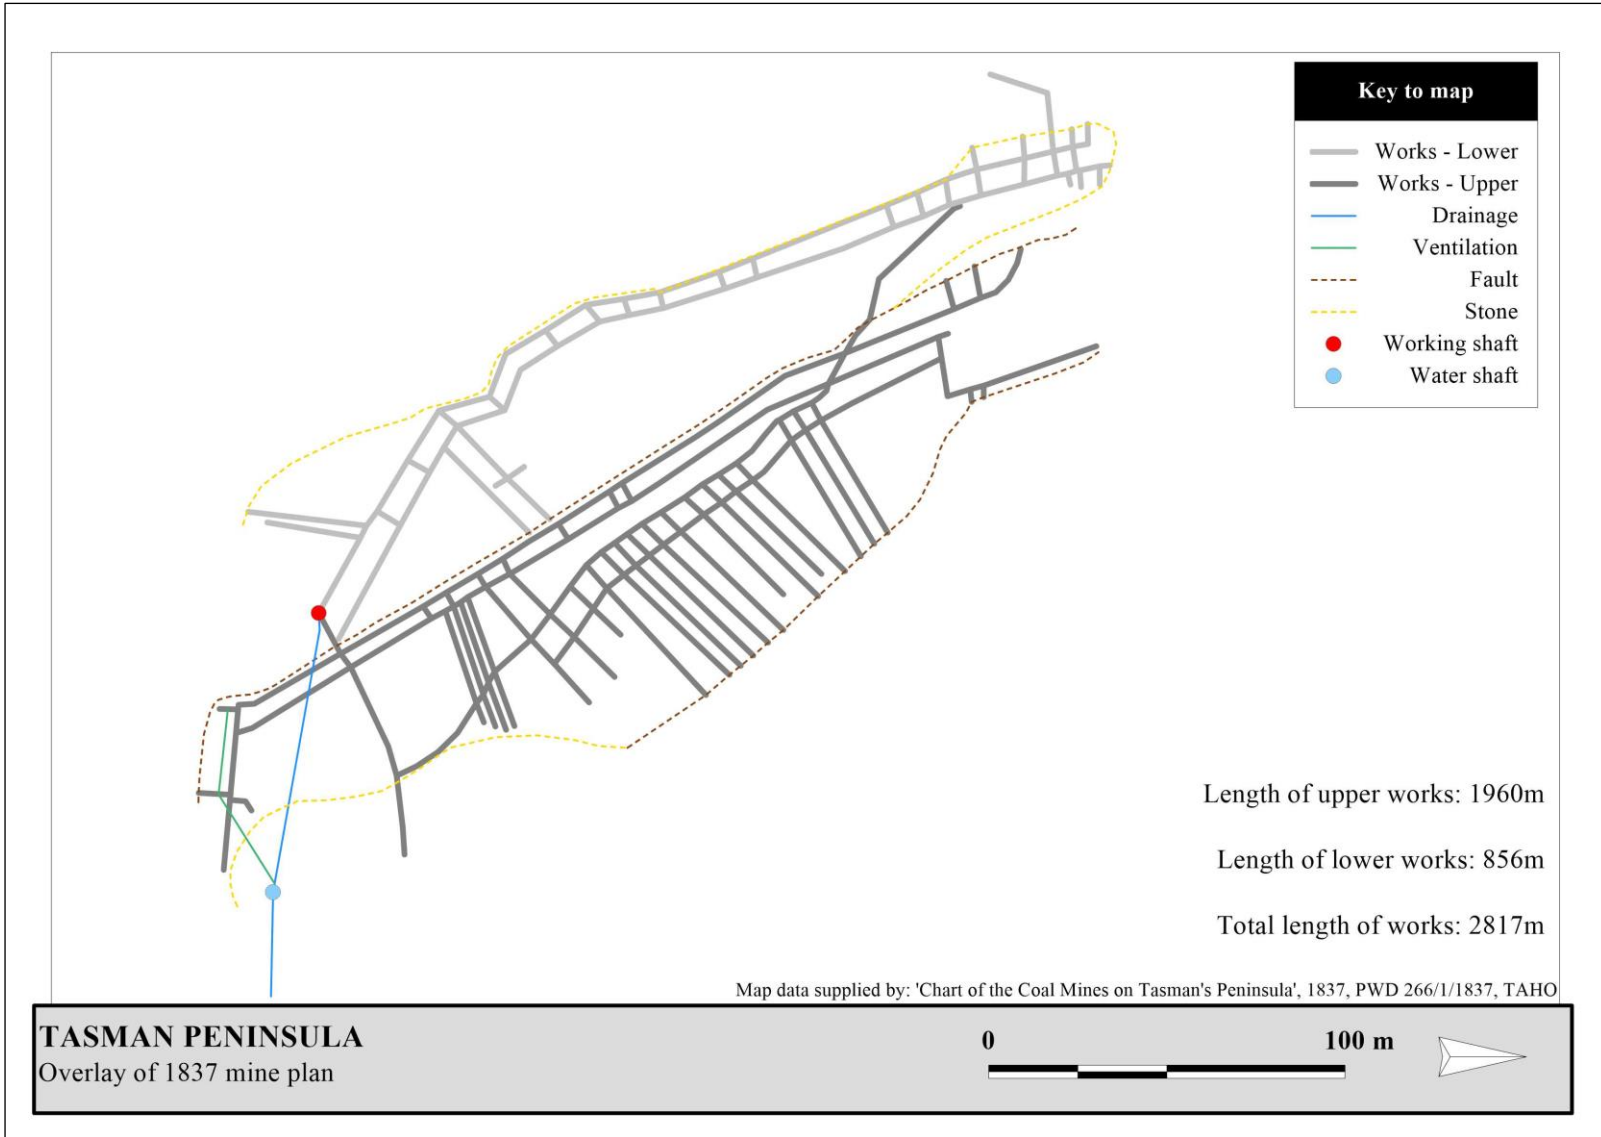 Key to map
Works - Lower
Works - Upper
Drainage
Ventilation
Fault
Stone
Working shaft
Water shaft
Length of upper works: 1960m
Length of lower works: 856m
Total length of works: 2817m
Map data supplied by: 'Chart of the Coal Mines on Tasman's Peninsula', 1837, PWD 266/1/1837, TAHO
TASMAN PENINSULA
Overlay of 1837 mine plan
0 100 m